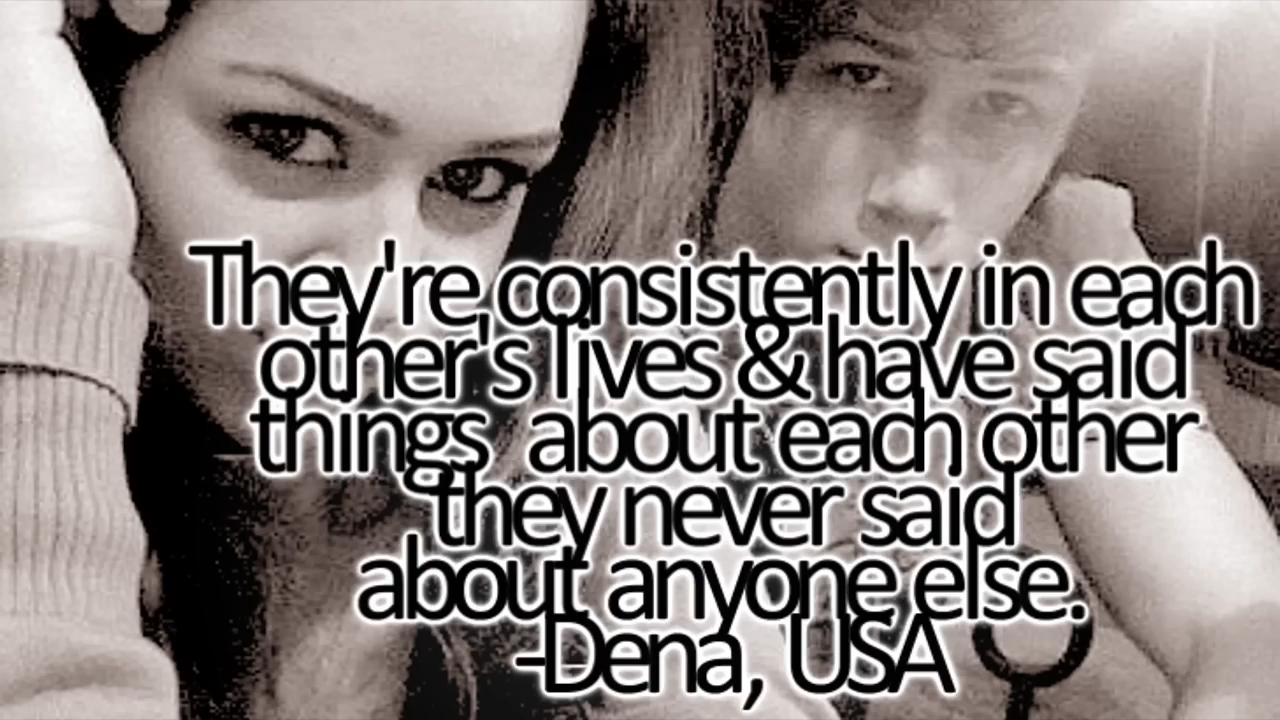 They're consistently in each
other's lives & have said
things  about each other
they never said
about anyone else.
-Dena, USA